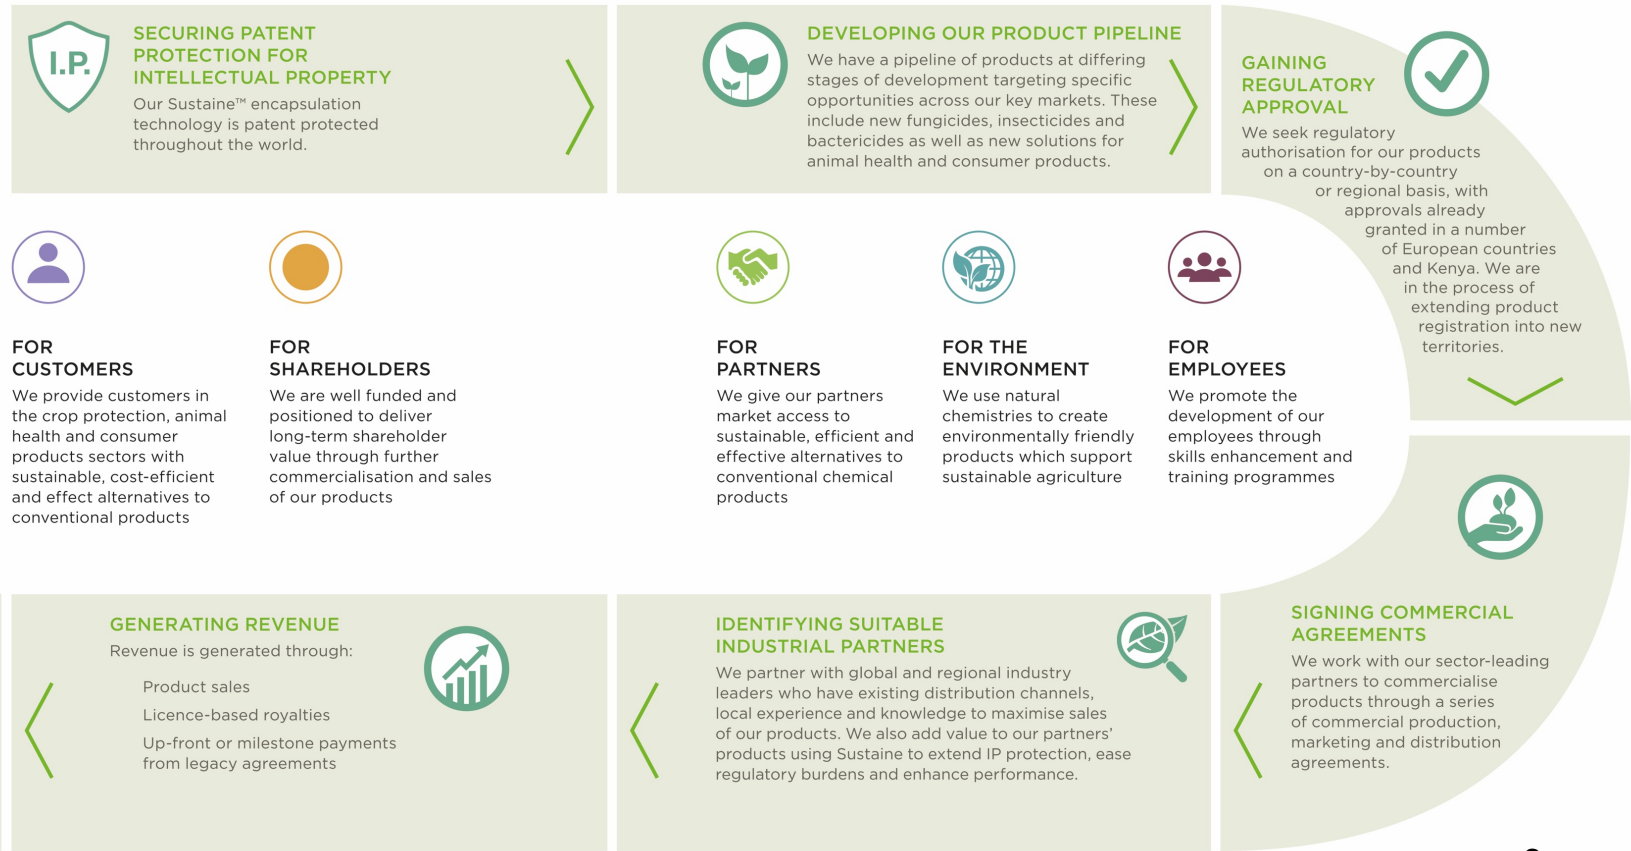 I.P.
SECURING PATENT
PROTECTION FOR
INTELLECTUAL PROPERTY
Our Sustaine™ encapsulation
technology is patent protected
throughout the world.
DEVELOPING OUR PRODUCT PIPELINE
We have a pipeline of products at differing
stages of development targeting specific
opportunities across our key markets. These
include new fungicides, insecticides and
bactericides as well as new solutions for
animal health and consumer products.
GAINING
REGULATORY
APPROVAL
We seek regulatory
authorisation for our products
on a country-by-country
or regional basis, with
approvals already
granted in a number
of European countries
and Kenya. We are
in the process of
extending product
registration into new
territories.
FOR
CUSTOMERS
We provide customers in
the crop protection, animal
health and consumer
products sectors with
sustainable, cost-efficient
and effect alternatives to
conventional products
FOR
SHAREHOLDERS
We are well funded and
positioned to deliver
long-term shareholder
value through further
commercialisation and sales
of our products
FOR
PARTNERS
We give our partners
market access to
sustainable, efficient and
effective alternatives to
conventional chemical
products
FOR THE
ENVIRONMENT
We use natural
chemistries to create
environmentally friendly
products which support
sustainable agriculture
FOR
EMPLOYEES
We promote the
development of our
employees through
skills enhancement and
training programmes
GENERATING REVENUE
Revenue is generated through:
Product sales
Licence-based royalties
Up-front or milestone payments
from legacy agreements
IDENTIFYING SUITABLE
INDUSTRIAL PARTNERS
We partner with global and regional industry
leaders who have existing distribution channels,
local experience and knowledge to maximise sales
of our products. We also add value to our partners’
products using Sustaine to extend IP protection, ease
regulatory burdens and enhance performance.
SIGNING COMMERCIAL
AGREEMENTS
We work with our sector-leading
partners to commercialise
products through a series
of commercial production,
marketing and distribution
agreements.